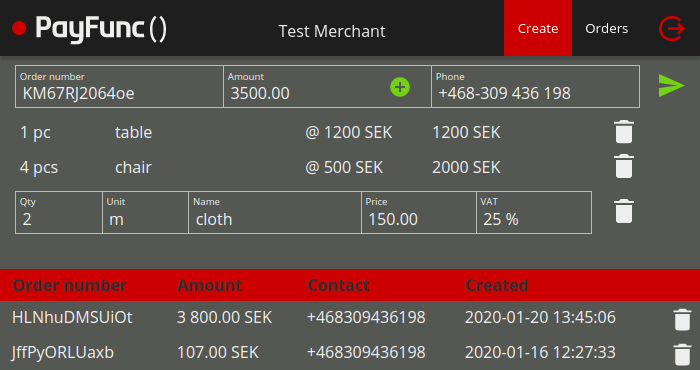 PayFunc() Test Merchant Create Orders
Order number Amount Phone
KM67RJ2064oe 3500.00 +468-309 436 198
1 pc table @ 1200 SEK 1200 SEK
4 pcs chair @ 500 SEK 2000 SEK
Qty Unit Name Price VAT
2 m cloth 150.00 25 %
Order number Amount Contact Created
HLNhuDMSUiOt 3 800.00 SEK +468309436198 2020-01-20 13:45:06
JffPyORLUaxb 107.00 SEK +468309436198 2020-01-16 12:27:33